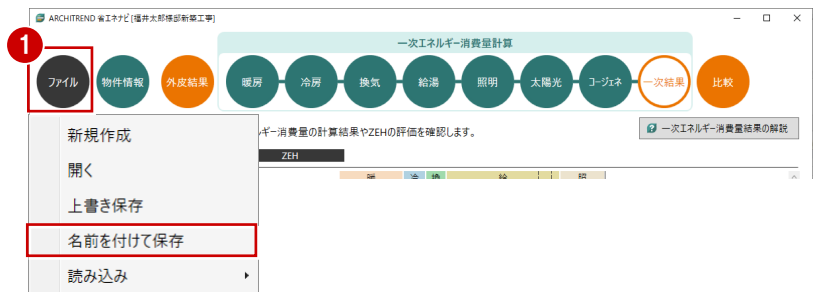 ARCHITREND 省エネナビ [福井太郎様邸新築工事]
1
一次エネルギー消費量計算
ファイル 物件情報 外皮結果 暖房 冷房 換気 給湯 照明 太陽光 コージェネ 一次結果 比較
新規作成
ギー消費量の計算結果やZEHの評価を確認します。
一次エネルギー消費量結果の解説
ZEH
開く
上書き保存
名前を付けて保存
読み込み